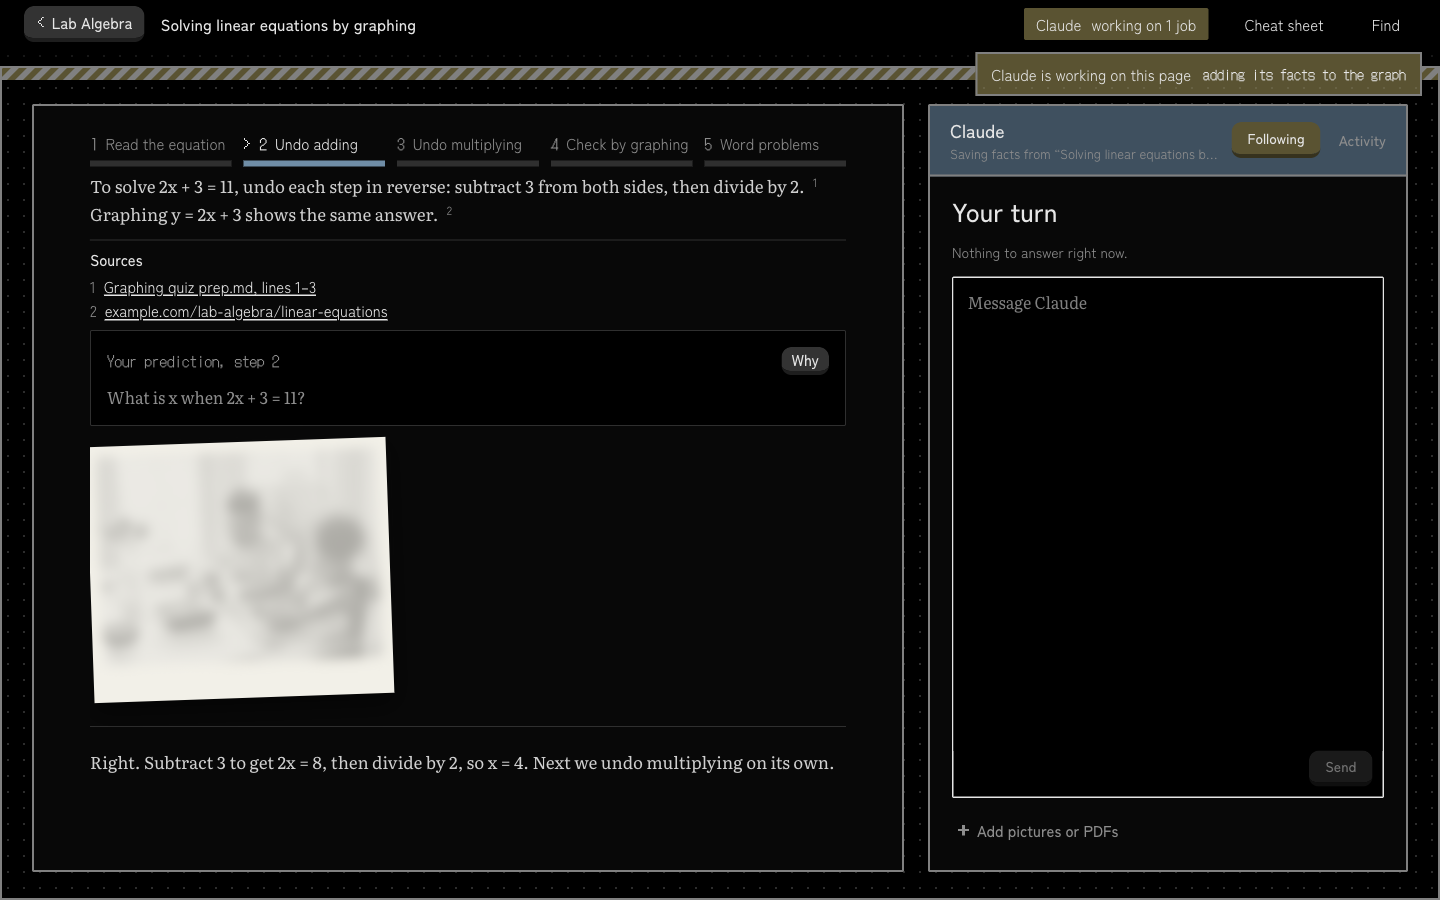 Lab Algebra
Solving linear equations by graphing
Claude working on 1 job
Cheat sheet
Find
Claude is working on this page adding its facts to the graph
1 Read the equation
2 Undo adding
3 Undo multiplying
4 Check by graphing
5 Word problems
To solve 2x + 3 = 11, undo each step in reverse: subtract 3 from both sides, then divide by 2. 1
Graphing y = 2x + 3 shows the same answer. 2
Sources
1 Graphing quiz prep.md, lines 1–3
2 example.com/lab-algebra/linear-equations
Your prediction, step 2
Why
What is x when 2x + 3 = 11?
Right. Subtract 3 to get 2x = 8, then divide by 2, so x = 4. Next we undo multiplying on its own.
Claude
Saving facts from “Solving linear equations b...
Following
Activity
Your turn
Nothing to answer right now.
Message Claude
Send
+ Add pictures or PDFs